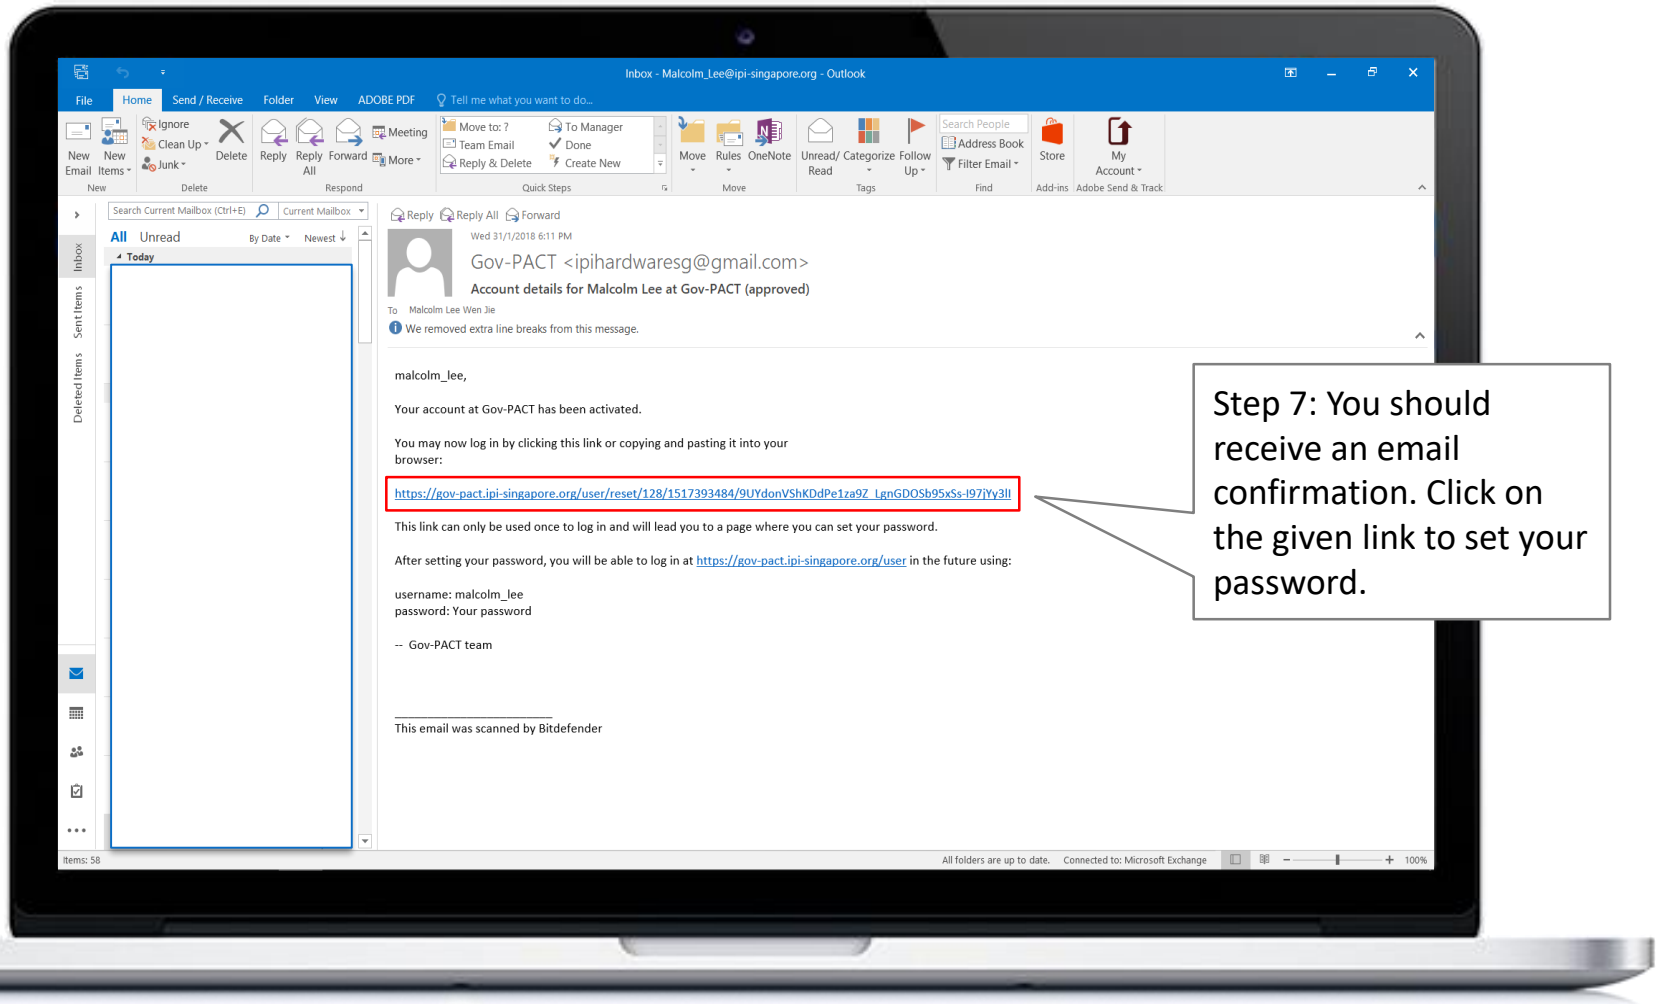 Inbox - Malcolm_Lee@ipi-singapore.org - Outlook
File Home Send / Receive Folder View ADOBE PDF Tell me what you want to do...
Ignore
Clean Up
Junk
Delete
New Email
New Items
Reply
Reply All
Forward
Meeting
More
Move to: ?
Team Email
Reply & Delete
To Manager
Done
Create New
Move
Rules
OneNote
Unread/ Read
Categorize
Follow Up
Search People
Address Book
Filter Email
Store
My Account
New Delete Respond Quick Steps Move Tags Find Add-ins Adobe Send & Track
Search Current Mailbox (Ctrl+E) Current Mailbox
All Unread By Date Newest
Today
Inbox
Sent Items
Deleted Items
Reply Reply All Forward
Wed 31/1/2018 6:11 PM
Gov-PACT <ipihardwaresg@gmail.com>
Account details for Malcolm Lee at Gov-PACT (approved)
To Malcolm Lee Wen Jie
We removed extra line breaks from this message.
malcolm_lee,
Your account at Gov-PACT has been activated.
You may now log in by clicking this link or copying and pasting it into your
browser:
https://gov-pact.ipi-singapore.org/user/reset/128/1517393484/9UYdonVShKDdPe1za9Z_LgnGDOSb95xSs-I97jYy3lI
This link can only be used once to log in and will lead you to a page where you can set your password.
After setting your password, you will be able to log in at https://gov-pact.ipi-singapore.org/user in the future using:
username: malcolm_lee
password: Your password
-- Gov-PACT team
This email was scanned by Bitdefender
Step 7: You should
receive an email
confirmation. Click on
the given link to set your
password.
Items: 58
All folders are up to date. Connected to: Microsoft Exchange 100%